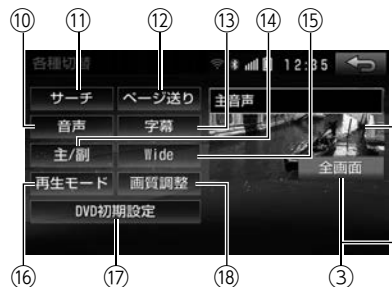 ⑩ ⑪ ⑫ ⑬ ⑭ ⑮
各種切替 12:35
サーチ ページ送り 主音声
音声 字幕
主/副 Wide
再生モード 画質調整 全画面
DVD初期設定
⑯ ⑰ ⑱ ③